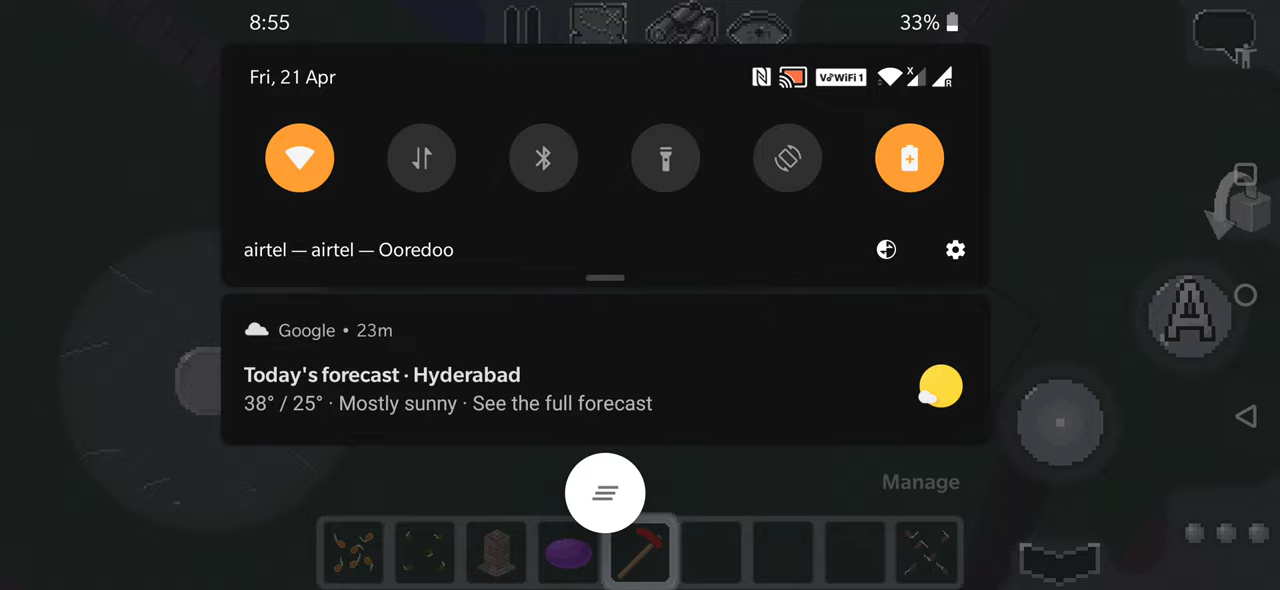 8:55
33%
Fri, 21 Apr
VoWiFi 1
X
R
airtel — airtel — Ooredoo
Google • 23m
Today's forecast · Hyderabad
38° / 25° · Mostly sunny · See the full forecast
A
Manage